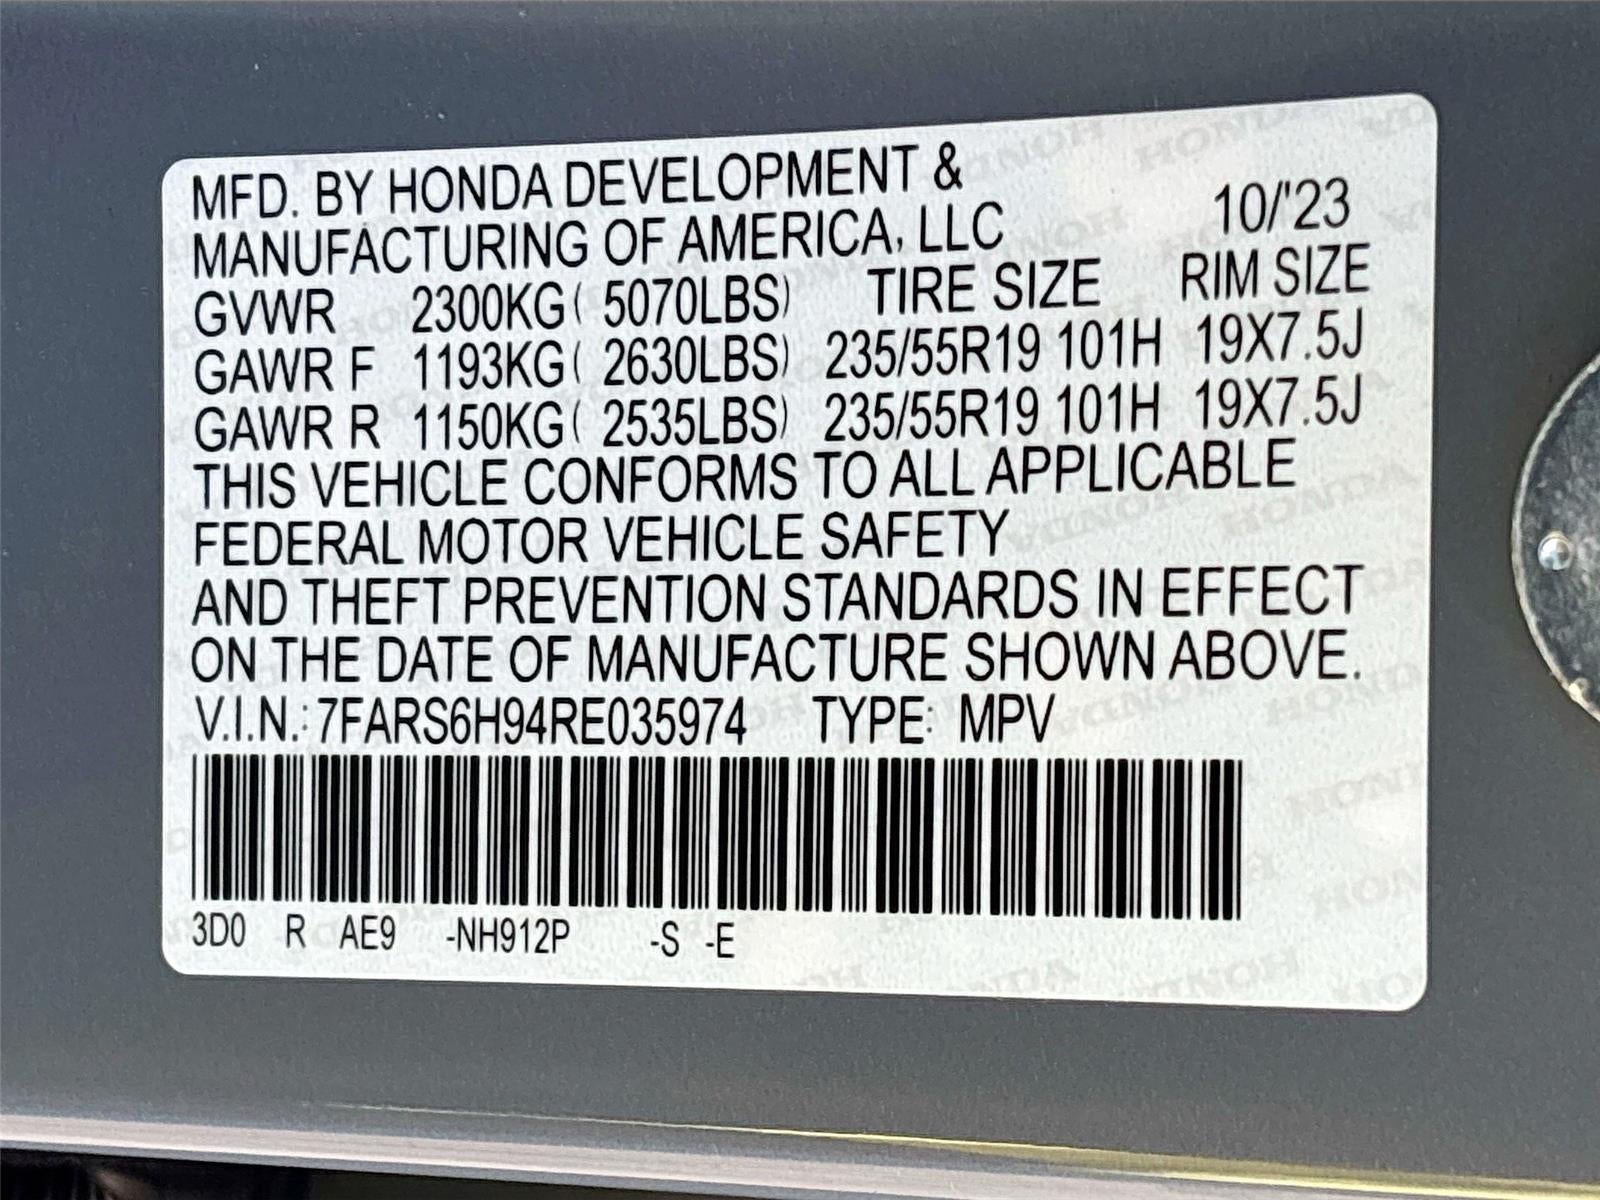 MFD. BY HONDA DEVELOPMENT &
MANUFACTURING OF AMERICA, LLC 10/'23
GVWR 2300KG( 5070LBS) TIRE SIZE RIM SIZE
GAWR F 1193KG( 2630LBS) 235/55R19 101H 19X7.5J
GAWR R 1150KG( 2535LBS) 235/55R19 101H 19X7.5J
THIS VEHICLE CONFORMS TO ALL APPLICABLE
FEDERAL MOTOR VEHICLE SAFETY
AND THEFT PREVENTION STANDARDS IN EFFECT
ON THE DATE OF MANUFACTURE SHOWN ABOVE.
V.I.N.: 7FARS6H94RE035974 TYPE: MPV
3D0 R AE9 -NH912P -S -E